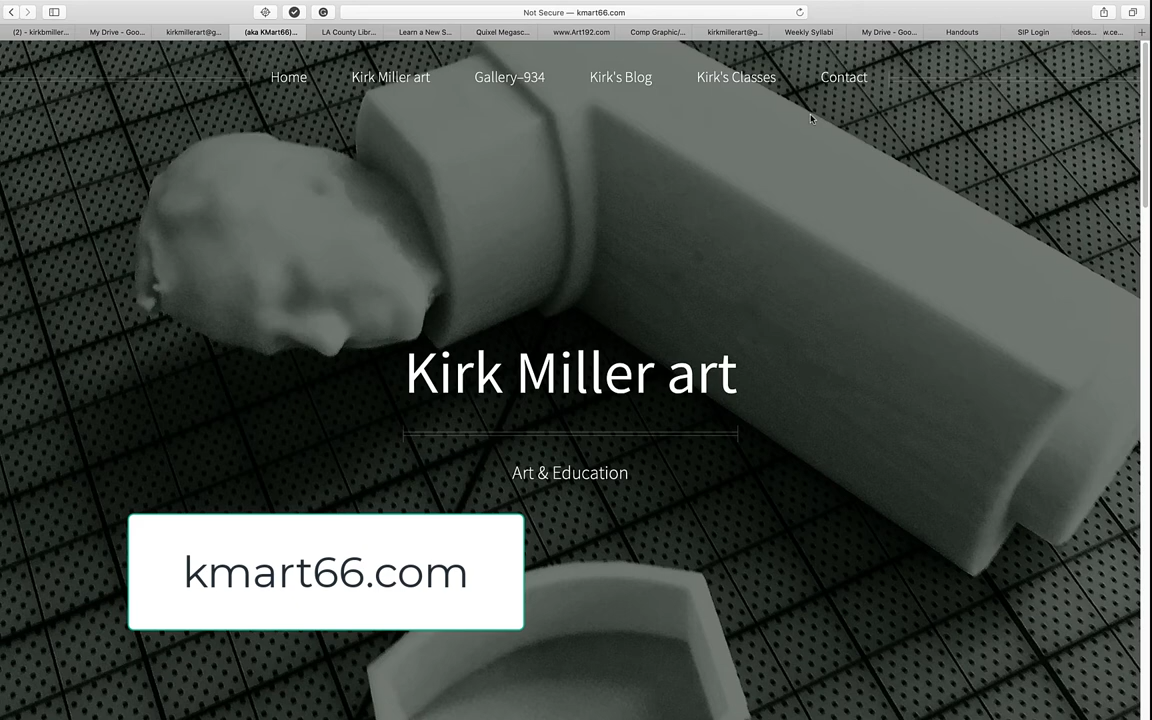 Not Secure — kmart66.com
(2) - kirkbmiller...
My Drive - Goo...
kirkmillerart@g...
(aka KMart66)...
LA County Libr...
Learn a New S...
Quixel Megasc...
www.Art192.com
Comp Graphic/...
kirkmillerart@g...
Weekly Syllabi
My Drive - Goo...
Handouts
SIP Login
Home
Kirk Miller art
Gallery–934
Kirk's Blog
Kirk's Classes
Contact
Kirk Miller art
Art & Education
kmart66.com